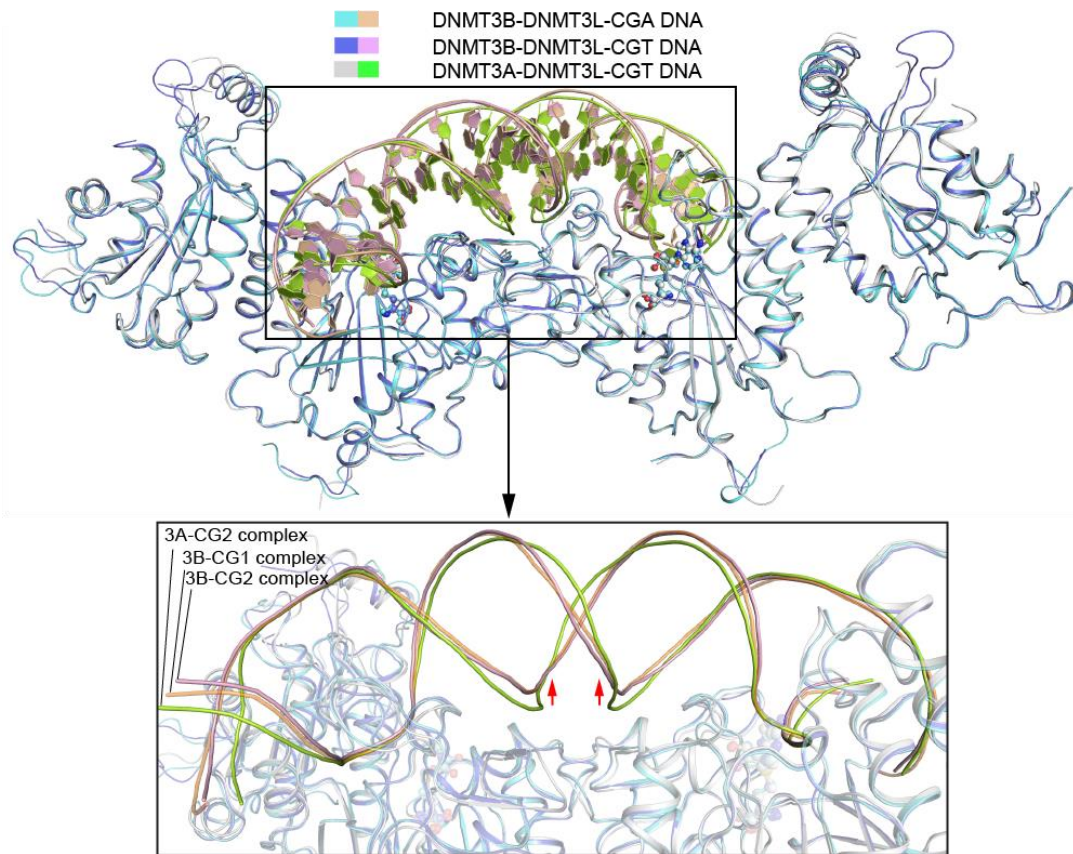 DNMT3B-DNMT3L-CGA DNA
DNMT3B-DNMT3L-CGT DNA
DNMT3A-DNMT3L-CGT DNA
3A-CG2 complex
3B-CG1 complex
3B-CG2 complex